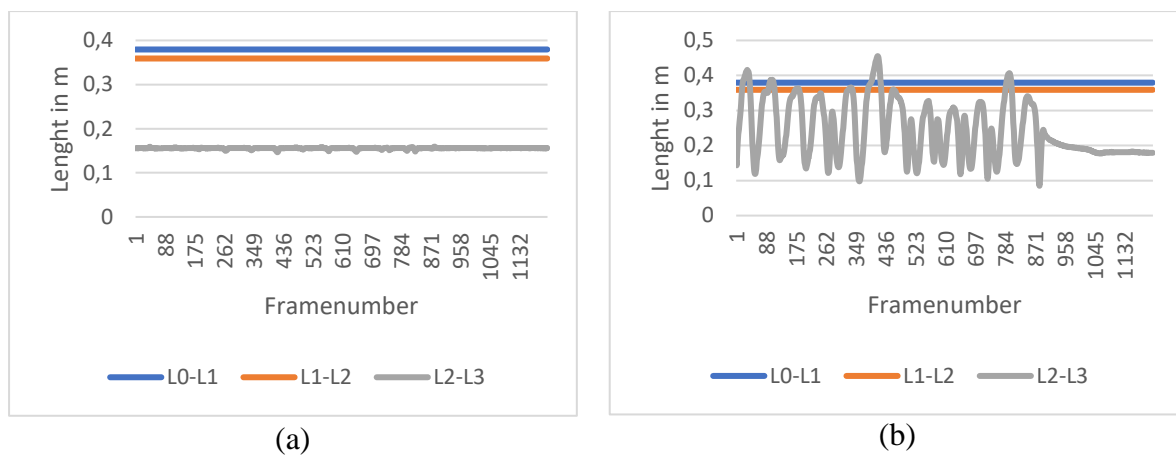 0,4
0,3
0,2
0,1
0
Lenght in m
1 88 175 262 349 436 523 610 697 784 871 958 1045 1132
Framenumber
L0-L1 L1-L2 L2-L3
(a)
0,5
0,4
0,3
0,2
0,1
0
Lenght in m
1 88 175 262 349 436 523 610 697 784 871 958 1045 1132
Framenumber
L0-L1 L1-L2 L2-L3
(b)